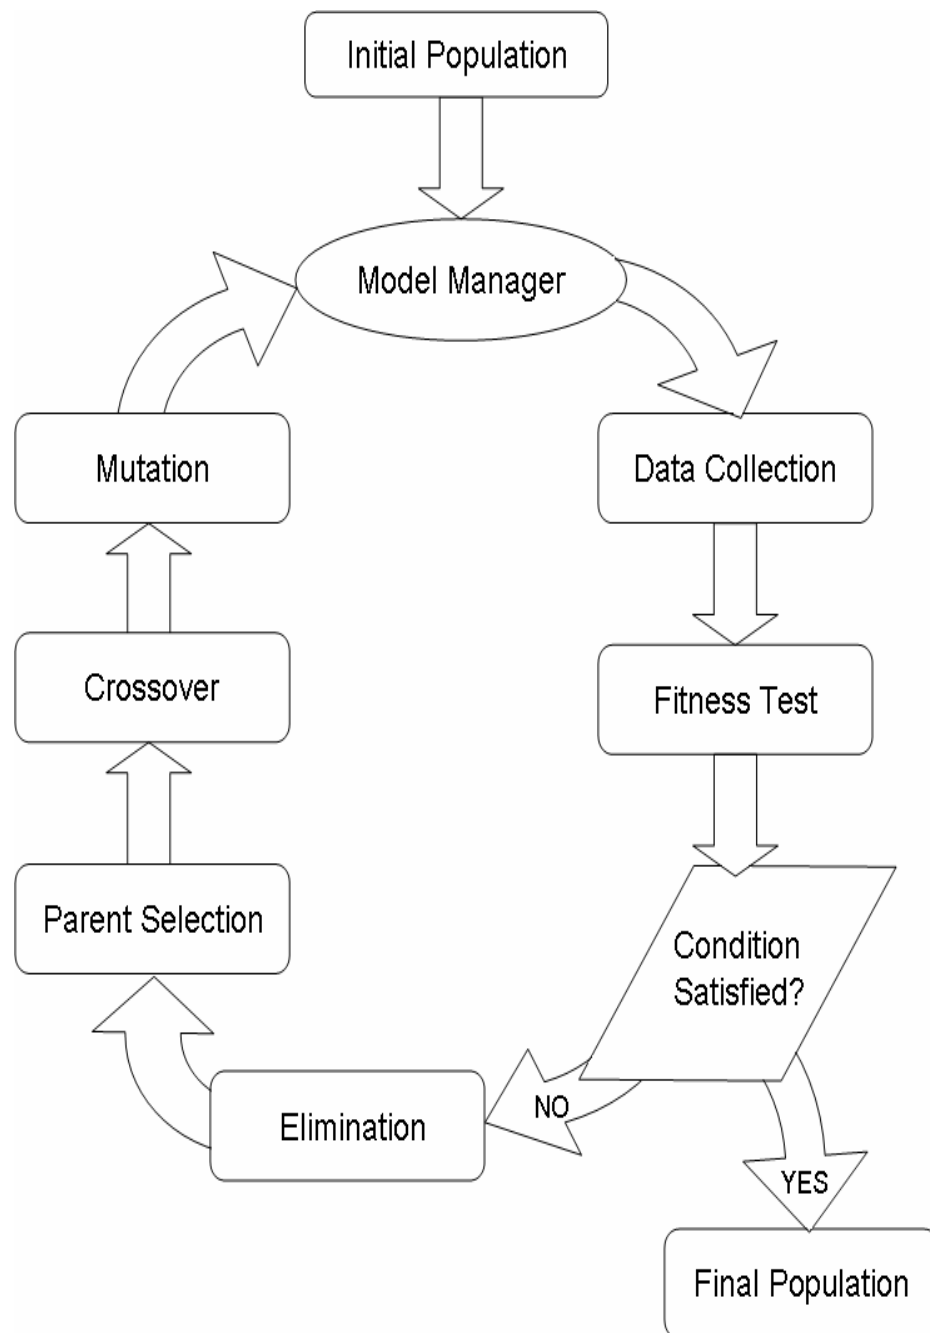 Initial Population
Model Manager
Mutation
Data Collection
Crossover
Fitness Test
Parent Selection
Condition
Satisfied?
NO
Elimination
YES
Final Population